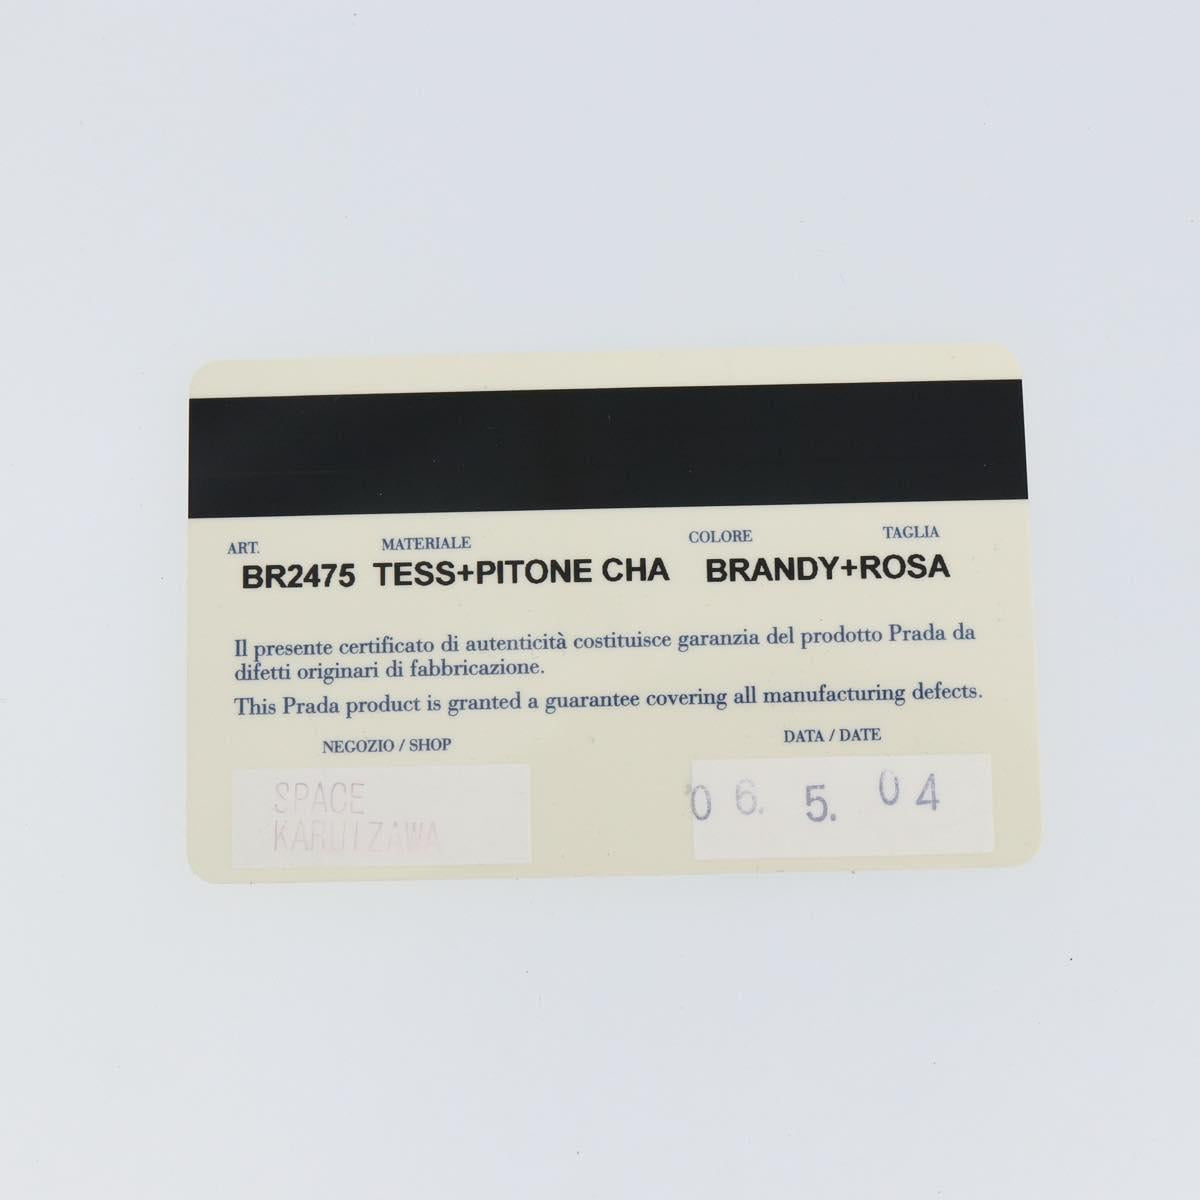 ART. MATERIALE COLORE TAGLIA
BR2475 TESS+PITONE CHA BRANDY+ROSA
Il presente certificato di autenticità costituisce garanzia del prodotto Prada da
difetti originari di fabbricazione.
This Prada product is granted a guarantee covering all manufacturing defects.
NEGOZIO / SHOP DATA / DATE
SPACE
KARUIZAWA
'06. 5. 04